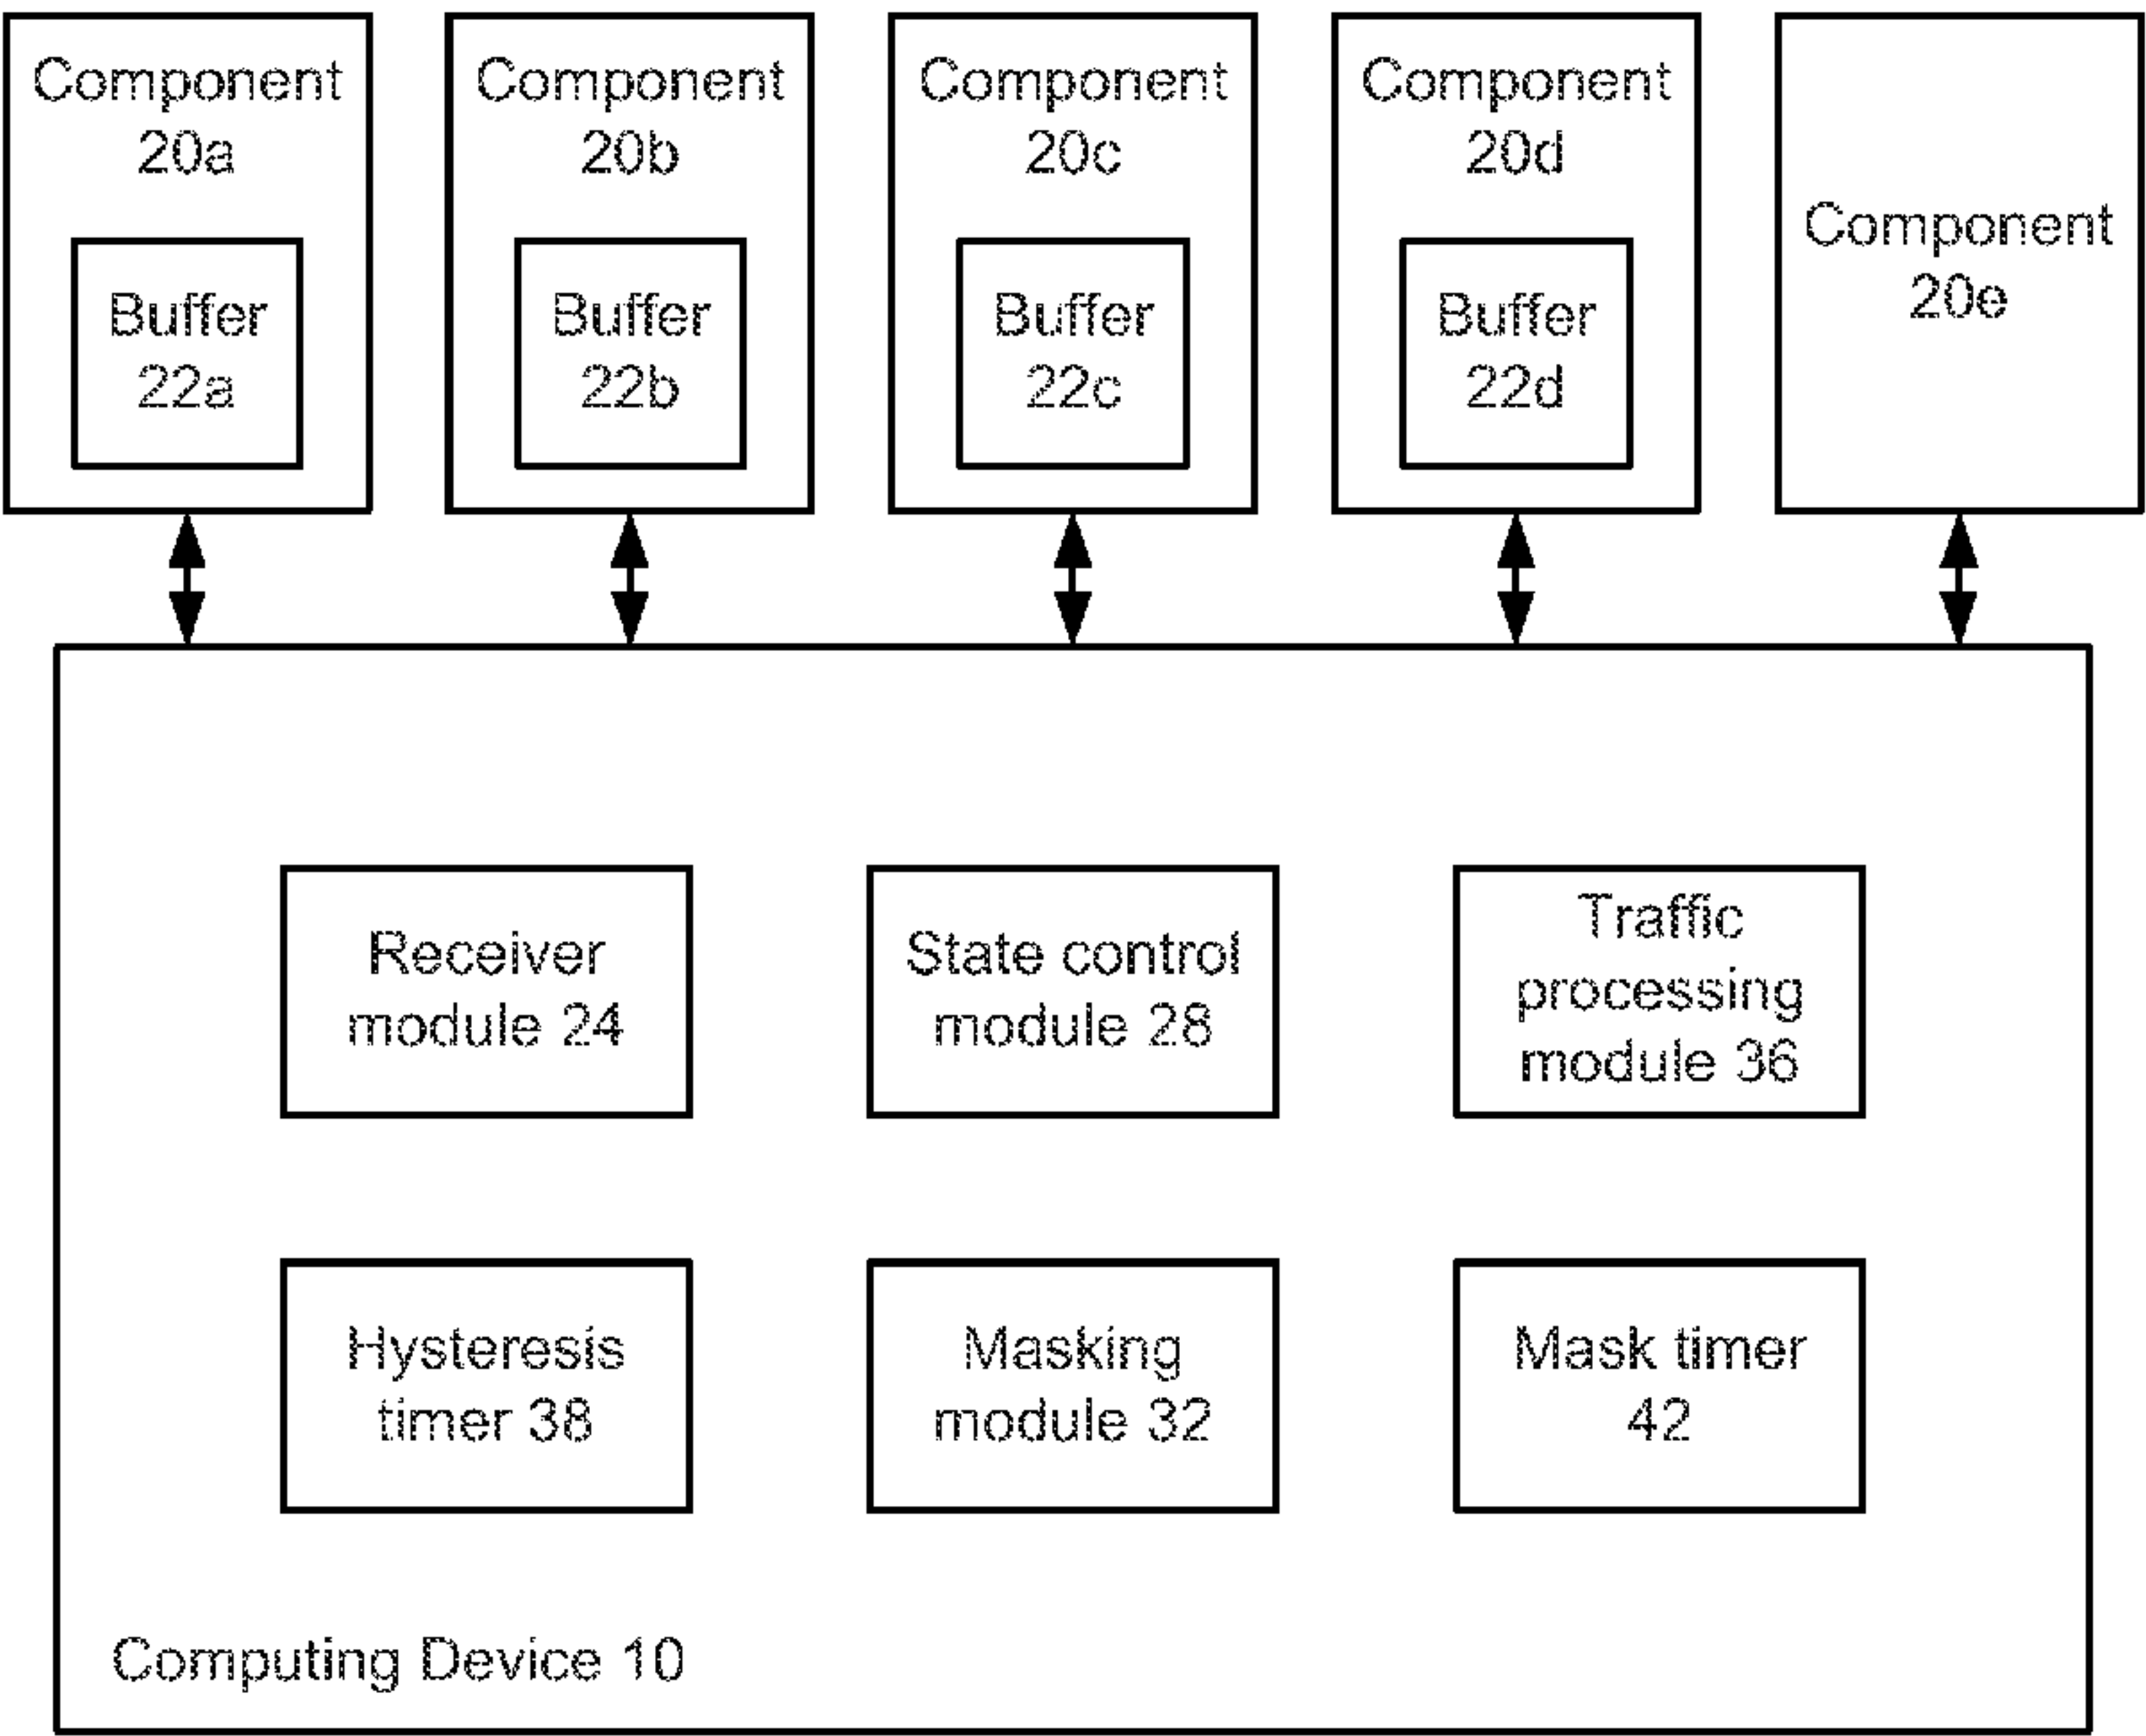 Component
20a
Buffer
22a
Component
20b
Buffer
22b
Component
20c
Buffer
22c
Component
20d
Buffer
22d
Component
20e
Receiver
module 24
State control
module 28
Traffic
processing
module 36
Hysteresis
timer 38
Masking
module 32
Mask timer
42
Computing Device 10